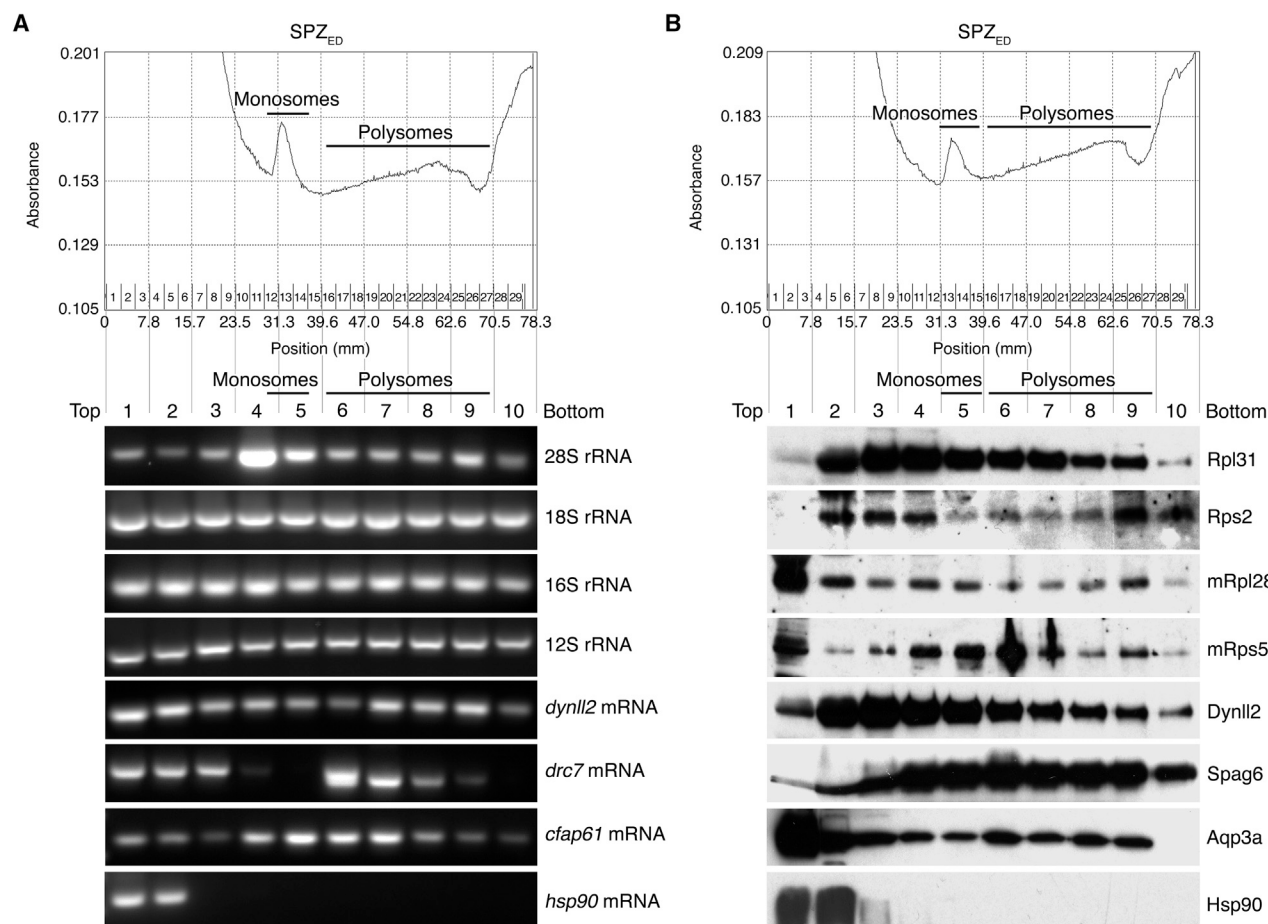 A
SPZED
Absorbance
0.201
0.177
0.153
0.129
0.105
Monosomes
Polysomes
1 2 3 4 5 6 7 8 9 10 11 12 13 14 15 16 17 18 19 20 21 22 23 24 25 26 27 28 29
0 7.8 15.7 23.5 31.3 39.6 47.0 54.8 62.6 70.5 78.3
Position (mm)
Monosomes Polysomes
Top 1 2 3 4 5 6 7 8 9 10 Bottom
28S rRNA
18S rRNA
16S rRNA
12S rRNA
dynll2 mRNA
drc7 mRNA
cfap61 mRNA
hsp90 mRNA
B
SPZED
Absorbance
0.209
0.183
0.157
0.131
0.105
Monosomes Polysomes
1 2 3 4 5 6 7 8 9 10 11 12 13 14 15 16 17 18 19 20 21 22 23 24 25 26 27 28 29
0 7.8 15.7 23.5 31.3 39.6 47.0 54.8 62.6 70.5 78.3
Position (mm)
Monosomes Polysomes
Top 1 2 3 4 5 6 7 8 9 10 Bottom
Rpl31
Rps2
mRpl28
mRps5
Dynll2
Spag6
Aqp3a
Hsp90